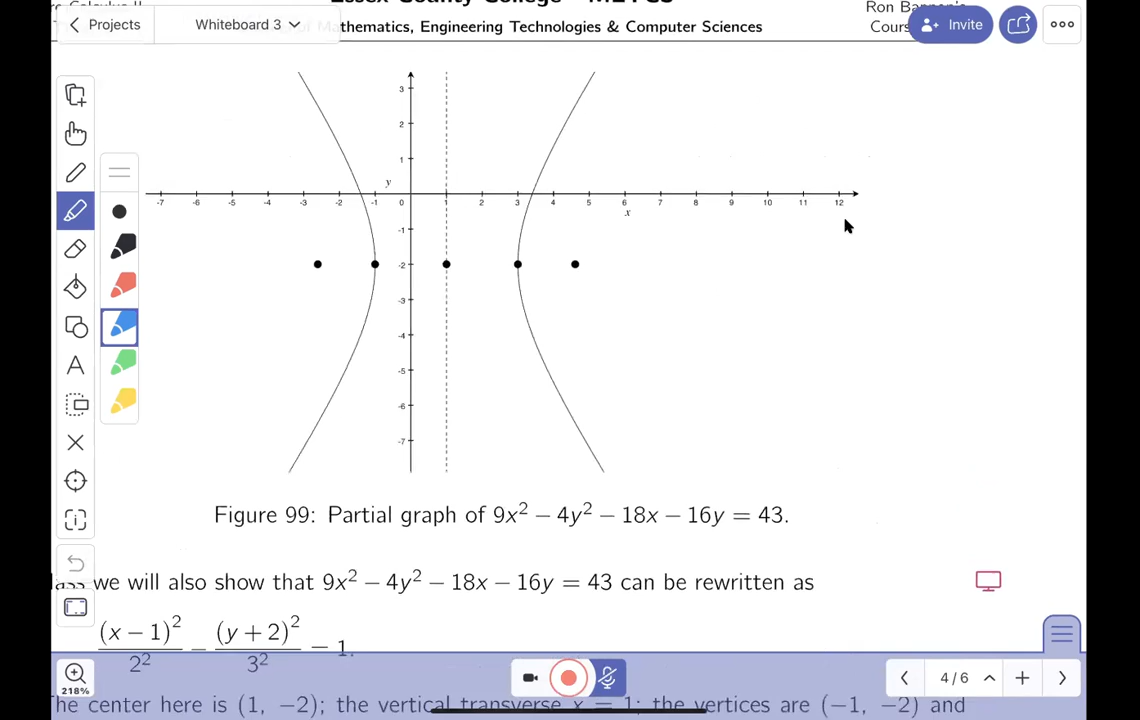 Projects
Whiteboard 3
Ron
Invite
Mathematics, Engineering Technologies & Computer Sciences
Cours
3
2
1
y
-7 -6 -5 -4 -3 -2 -1 0 2 3 4 5 6 7 8 9 10 11 12
x
-1
-2
-3
-4
-5
-6
-7
A
Figure 99: Partial graph of 9x² − 4y² − 18x − 16y = 43.
we will also show that 9x² − 4y² − 18x − 16y = 43 can be rewritten as
(x − 1)²/2² − (y + 2)²/3² = 1.
218%
4/6
The center here is (1, −2); the vertical transverse x = 1; the vertices are (−1, −2) and